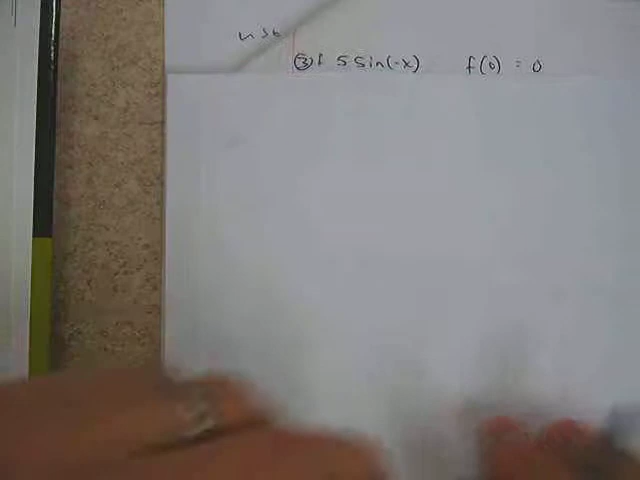 ③ f 5 Sin(-x) f(0) = 0